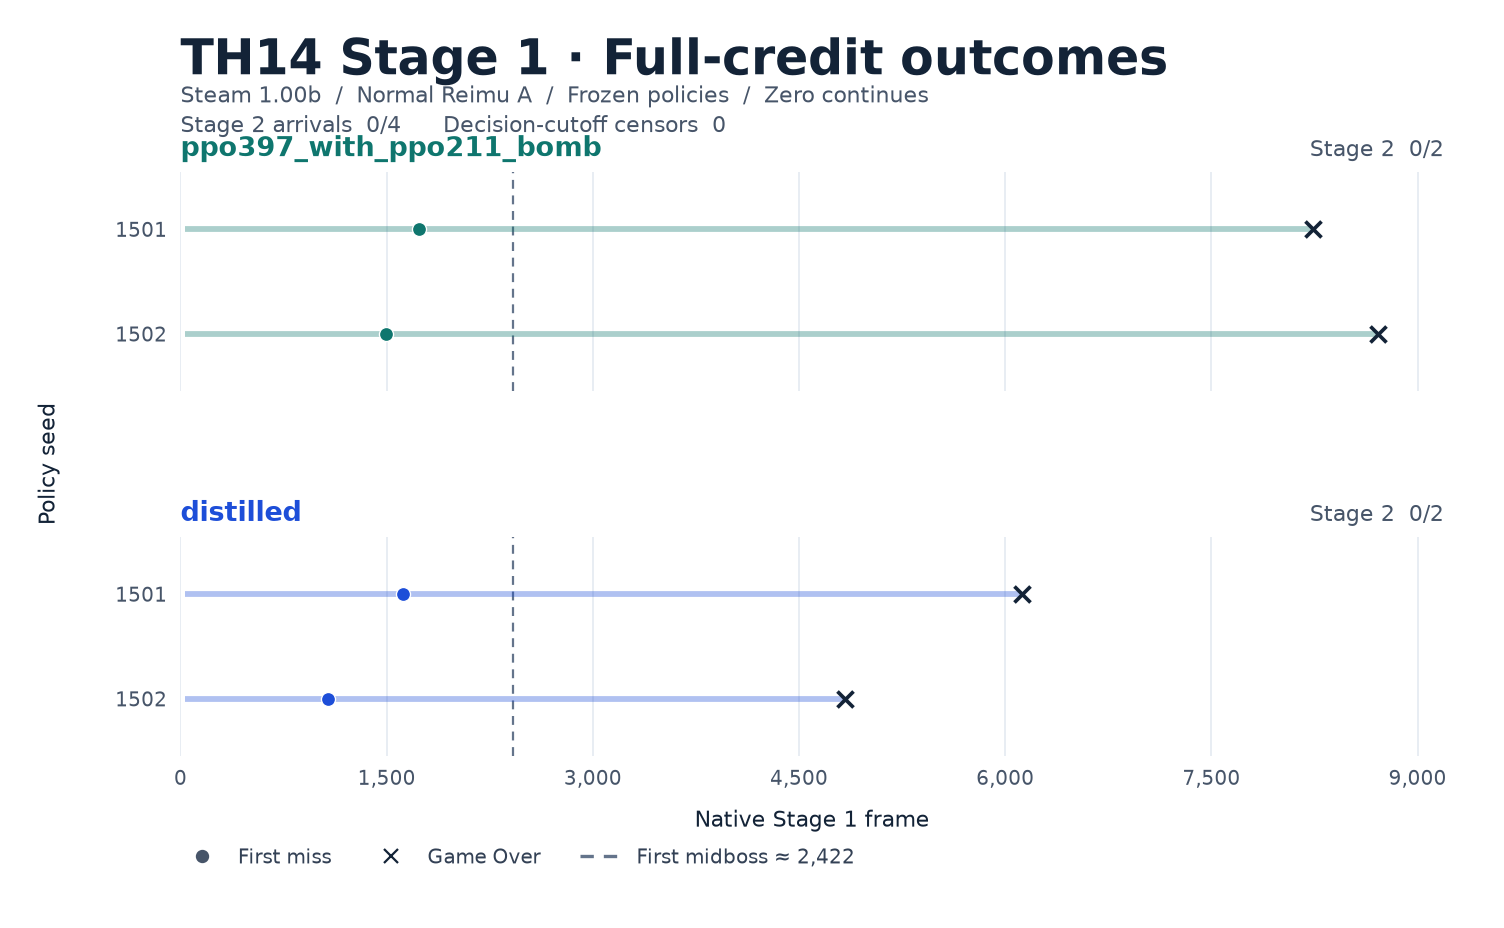 TH14 Stage 1 · Full-credit outcomes
Steam 1.00b / Normal Reimu A / Frozen policies / Zero continues
Stage 2 arrivals 0/4 Decision-cutoff censors 0
ppo397_with_ppo211_bomb Stage 2 0/2
1501
1502
Policy seed
distilled Stage 2 0/2
1501
1502
0 1,500 3,000 4,500 6,000 7,500 9,000
Native Stage 1 frame
First miss Game Over First midboss ≈ 2,422